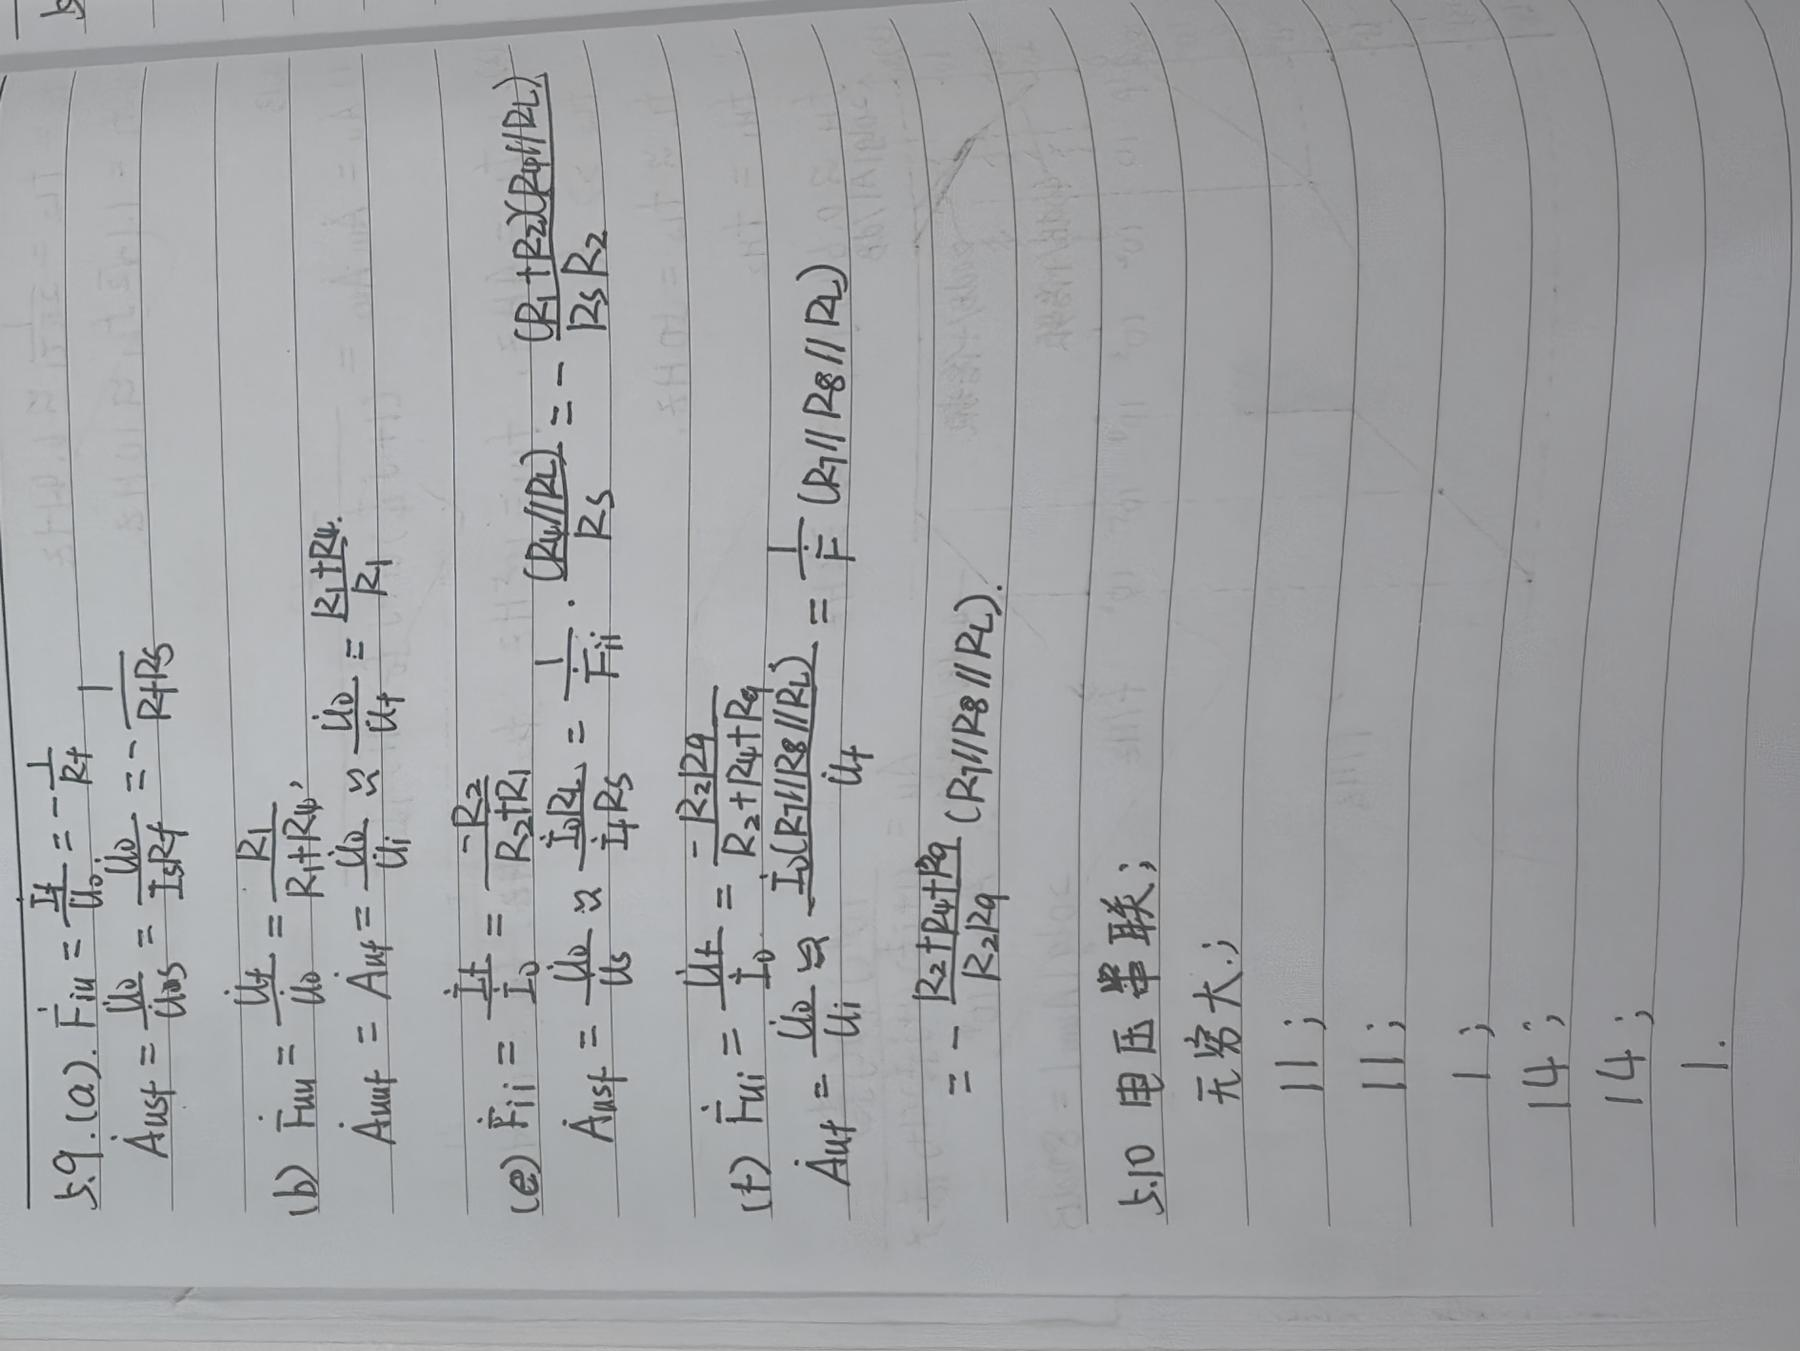 5.9.(a). Ḟiu = İf/U̇o = -1/Rf
Ȧusf = U̇o/U̇os = U̇o/İsRf = -1/RfRs
(b) Ḟuu = U̇f/U̇o = R1/(R1+R4),
Ȧuuf = Ȧuf = U̇o/U̇i ≈ U̇o/U̇f = (R1+R4)/R1.
(e) Ḟii = İf/İo = -R2/(R2+R1)
Ȧusf = U̇o/U̇s ≈ İoRL/İfRs = 1/Ḟii · (R4//RL)/Rs = -(R1+R2)(R4//RL)/RsR2
(f) Ḟui = U̇f/İo = -R2R9/(R2+R4+R9)
Ȧuf = U̇o/U̇i ≈ İo(R7//R8//RL)/U̇f = 1/Ḟ (R7//R8//RL)
= -(R2+R4+R9)/R2R9 (R7//R8//RL).
5.10 电压串联;
无穷大;
11;
11;
1;
14;
14;
1.